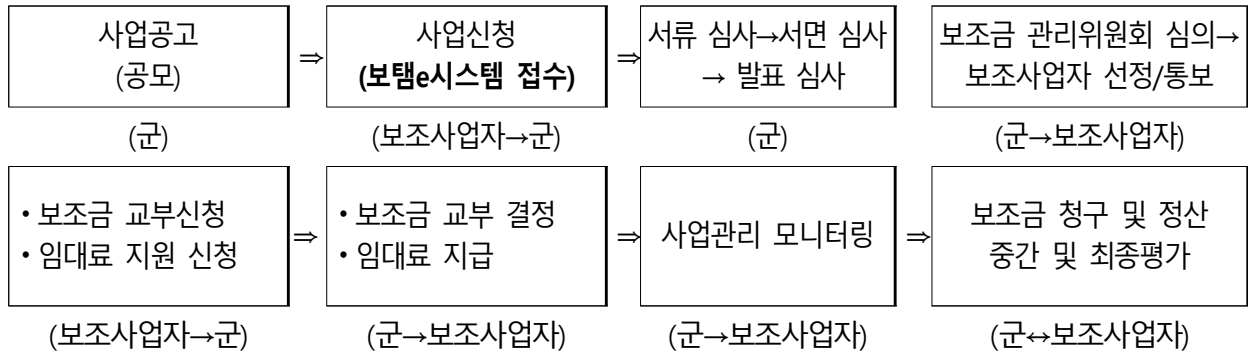 사업공고
(공모)
⇒
사업신청
(보탬e시스템 접수)
⇒
서류 심사→서면 심사
→ 발표 심사
보조금 관리위원회 심의→
보조사업자 선정/통보
(군)
(보조사업자→군)
(군)
(군→보조사업자)
· 보조금 교부신청
· 임대료 지원 신청
⇒
· 보조금 교부 결정
· 임대료 지급
⇒
사업관리 모니터링
⇒
보조금 청구 및 정산
중간 및 최종평가
(보조사업자→군)
(군→보조사업자)
(군→보조사업자)
(군↔보조사업자)